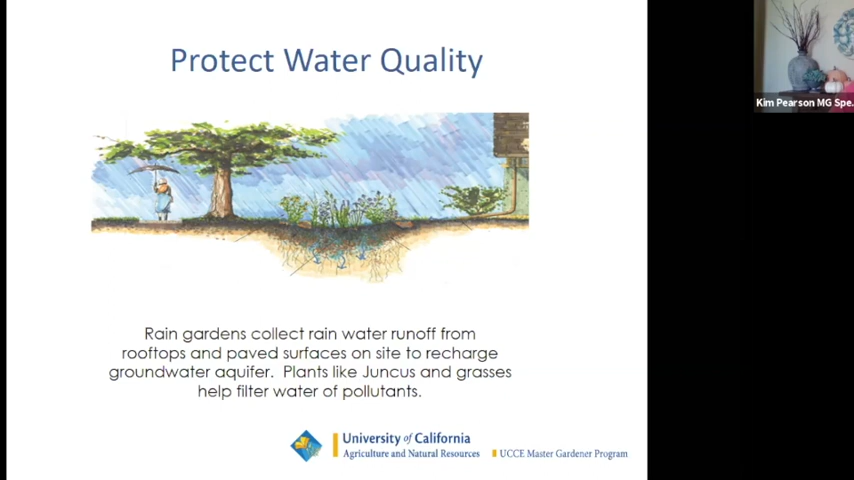 Protect Water Quality
Kim Pearson MG Spe...
Rain gardens collect rain water runoff from
rooftops and paved surfaces on site to recharge
groundwater aquifer. Plants like Juncus and grasses
help filter water of pollutants.
University of California
Agriculture and Natural Resources
UCCE Master Gardener Program